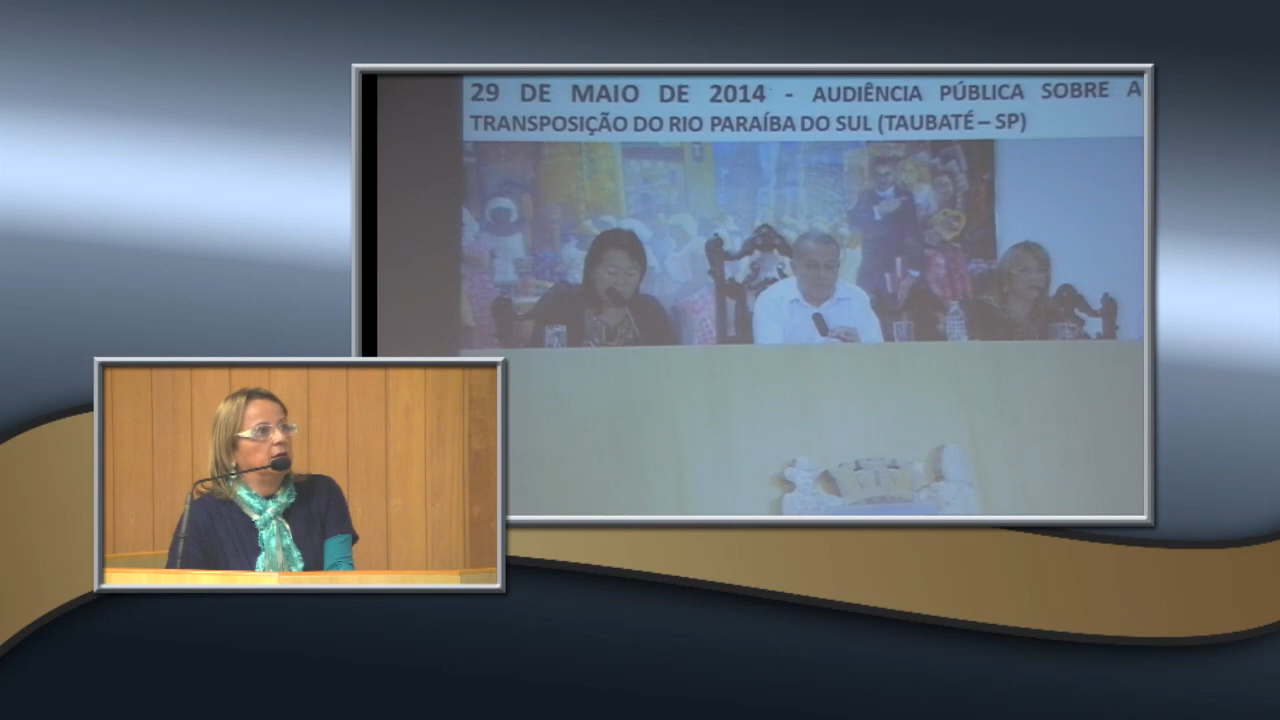 29 DE MAIO DE 2014 - AUDIÊNCIA PÚBLICA SOBRE A
TRANSPOSIÇÃO DO RIO PARAÍBA DO SUL (TAUBATÉ – SP)